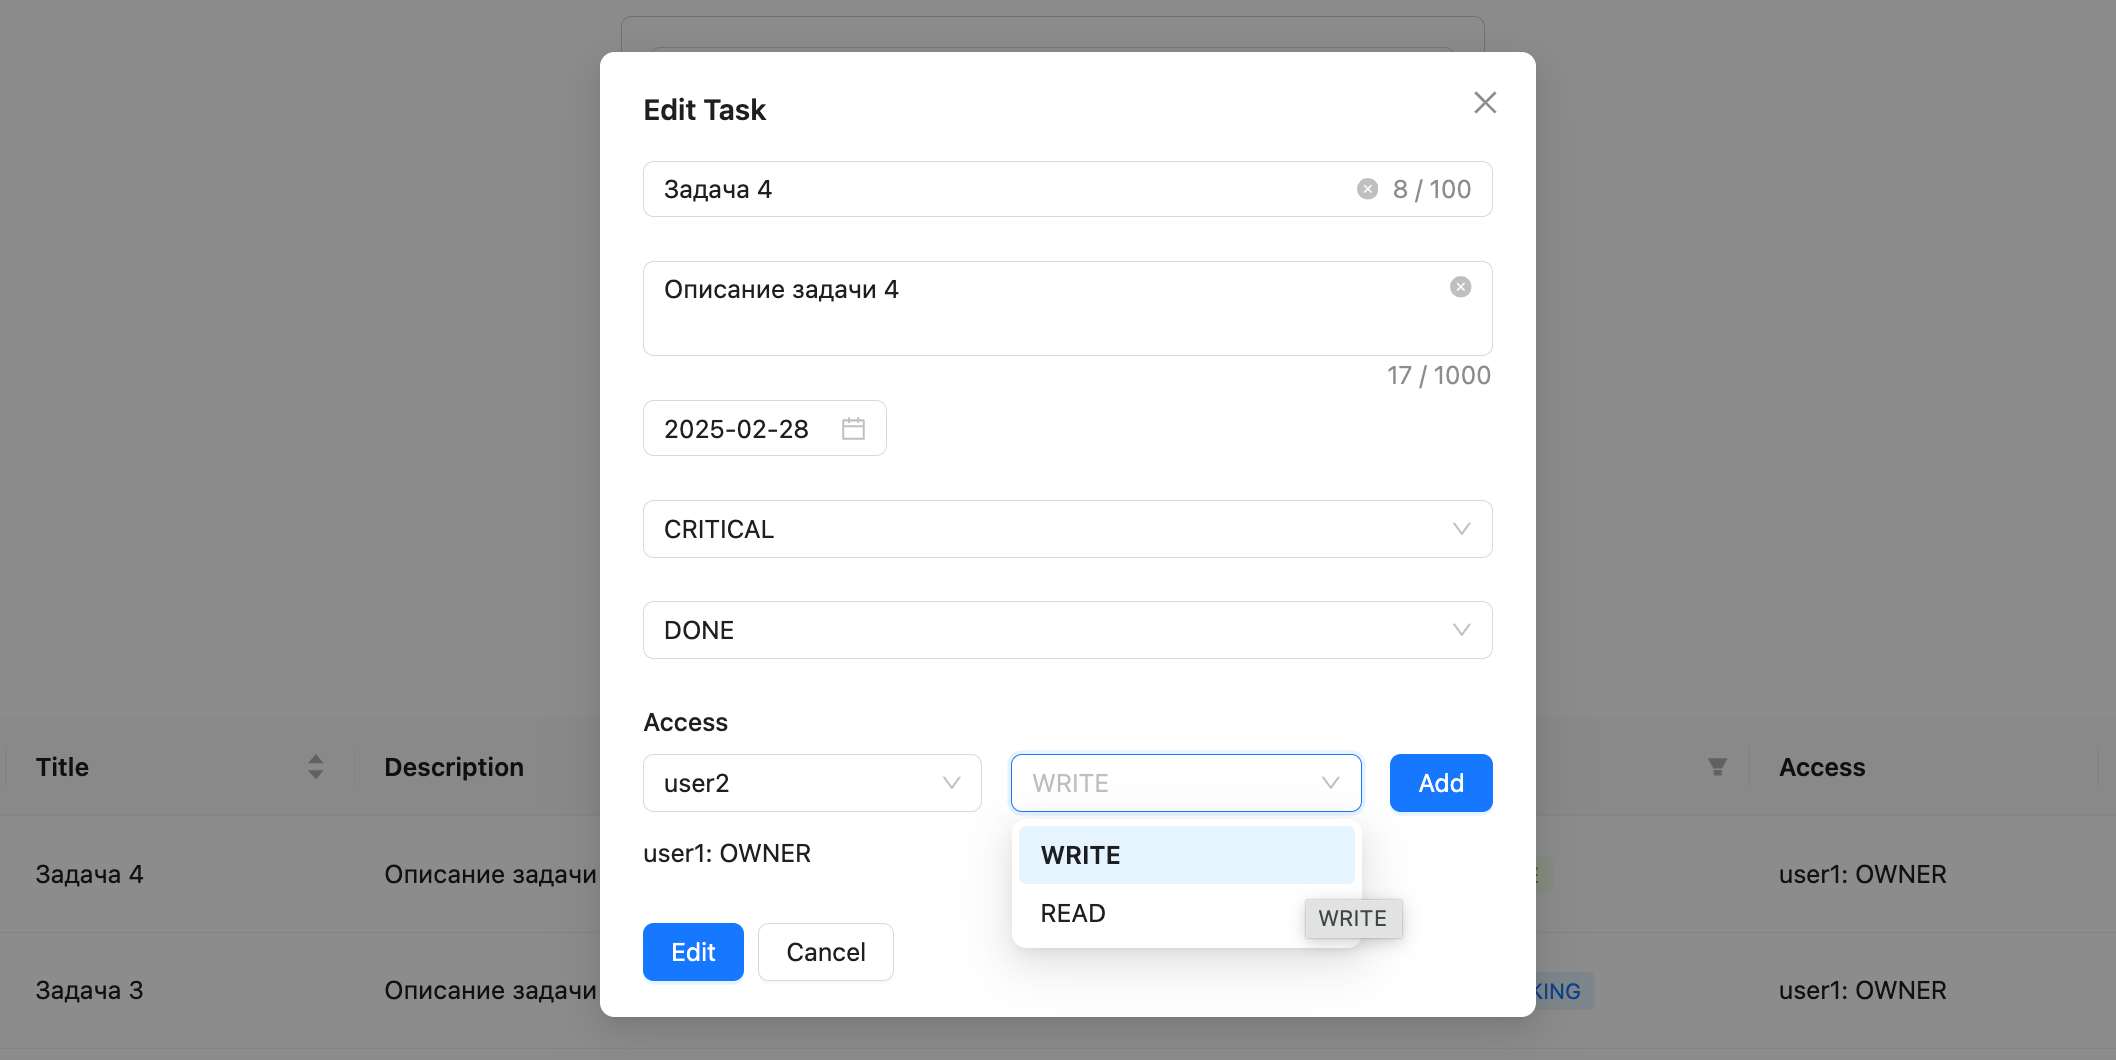 Edit Task
Задача 4 8 / 100
Описание задачи 4
17 / 1000
2025-02-28
CRITICAL
DONE
Access
user2 WRITE Add
user1: OWNER
WRITE
READ
WRITE
Edit Cancel
Title Description Access
Задача 4 Описание задачи user1: OWNER
Задача 3 Описание задачи user1: OWNER